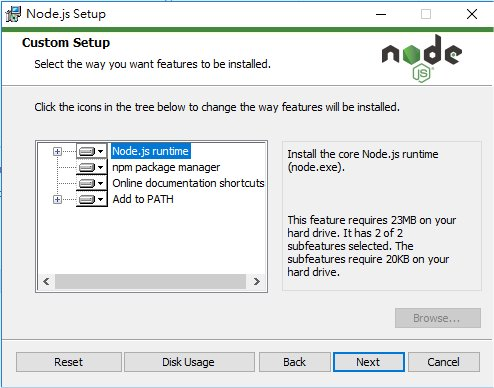 Node.js Setup
Custom Setup
Select the way you want features to be installed.
node
JS
Click the icons in the tree below to change the way features will be installed.
Node.js runtime
npm package manager
Online documentation shortcuts
Add to PATH
Install the core Node.js runtime
(node.exe).
This feature requires 23MB on your
hard drive. It has 2 of 2
subfeatures selected. The
subfeatures require 20KB on your
hard drive.
Browse...
Reset
Disk Usage
Back
Next
Cancel